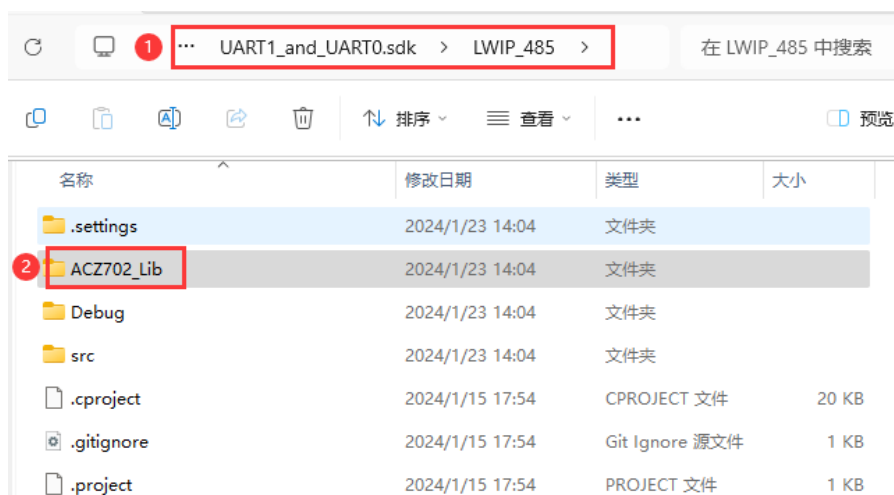 1 ··· UART1_and_UART0.sdk > LWIP_485 > 在 LWIP_485 中搜索
排序 查看 ··· 预览
名称 修改日期 类型 大小
.settings 2024/1/23 14:04 文件夹
2 ACZ702_Lib 2024/1/23 14:04 文件夹
Debug 2024/1/23 14:04 文件夹
src 2024/1/23 14:04 文件夹
.cproject 2024/1/15 17:54 CPROJECT 文件 20 KB
.gitignore 2024/1/15 17:54 Git Ignore 源文件 1 KB
.project 2024/1/15 17:54 PROJECT 文件 1 KB